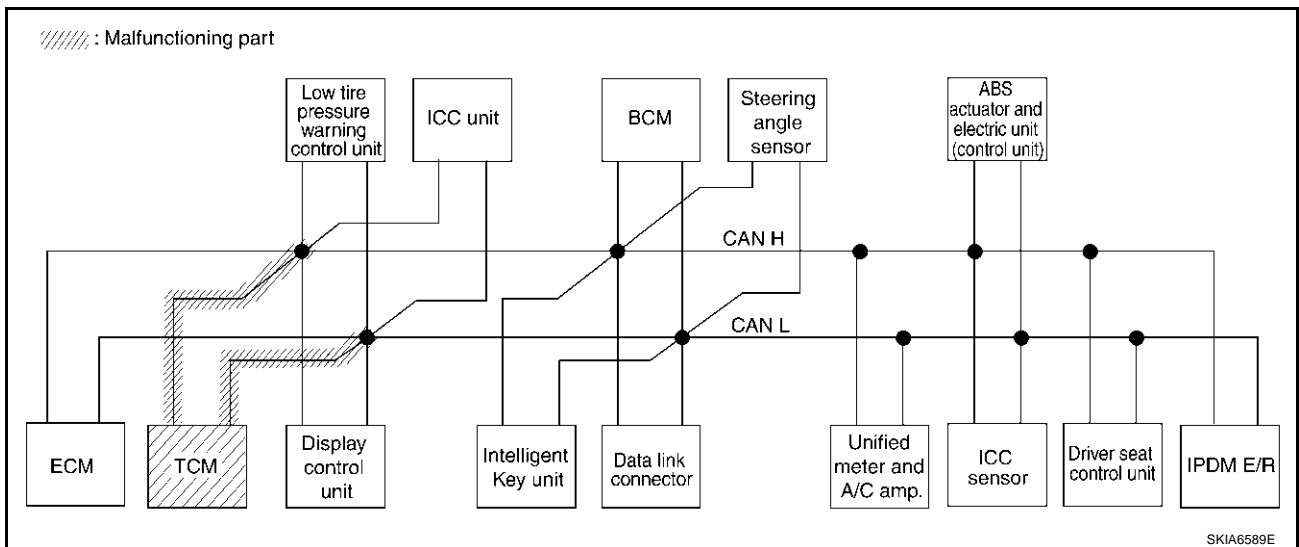 : Malfunctioning part
Low tire
pressure
warning
control unit
ICC unit
BCM
Steering
angle
sensor
ABS
actuator and
electric unit
(control unit)
CAN H
CAN L
ECM
TCM
Display
control
unit
Intelligent
Key unit
Data link
connector
Unified
meter and
A/C amp.
ICC
sensor
Driver seat
control unit
IPDM E/R
SKIA6589E